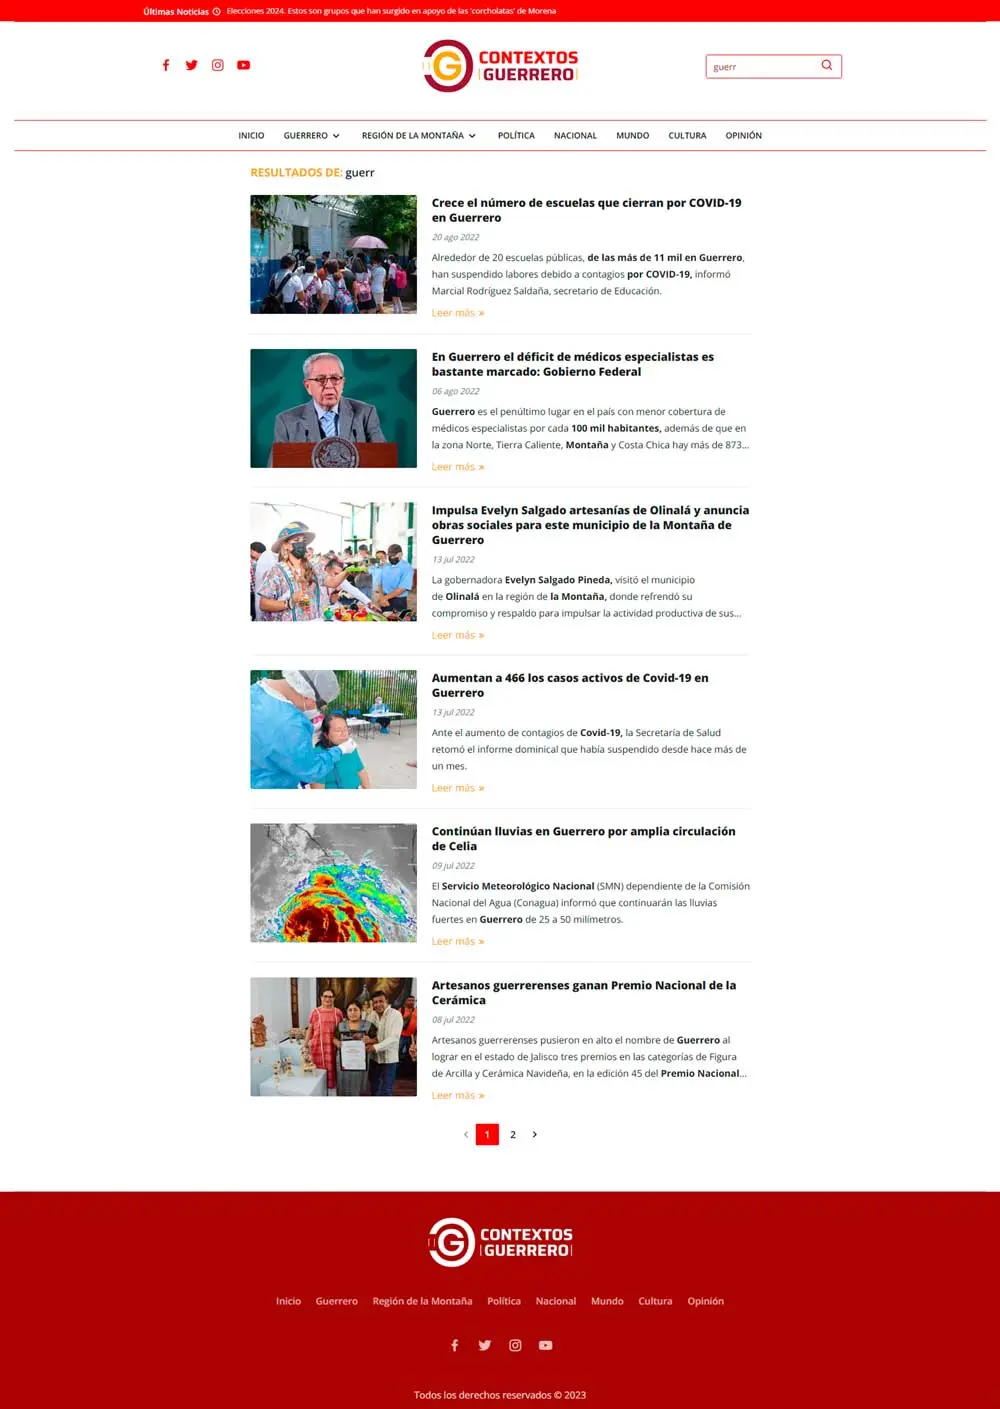 Últimas Noticias Elecciones 2024. Estos son grupos que han surgido en apoyo de las 'corcholatas' de Morena
CONTEXTOS
GUERRERO
guerr
INICIO GUERRERO REGIÓN DE LA MONTAÑA POLÍTICA NACIONAL MUNDO CULTURA OPINIÓN
RESULTADOS DE: guerr
Crece el número de escuelas que cierran por COVID-19
en Guerrero
20 ago 2022
Alrededor de 20 escuelas públicas, de las más de 11 mil en Guerrero,
han suspendido labores debido a contagios por COVID-19, informó
Marcial Rodríguez Saldaña, secretario de Educación.
Leer más »
En Guerrero el déficit de médicos especialistas es
bastante marcado: Gobierno Federal
06 ago 2022
Guerrero es el penúltimo lugar en el país con menor cobertura de
médicos especialistas por cada 100 mil habitantes, además de que en
la zona Norte, Tierra Caliente, Montaña y Costa Chica hay más de 873...
Leer más »
Impulsa Evelyn Salgado artesanías de Olinalá y anuncia
obras sociales para este municipio de la Montaña de
Guerrero
13 jul 2022
La gobernadora Evelyn Salgado Pineda, visitó el municipio
de Olinalá en la región de la Montaña, donde refrendó su
compromiso y respaldo para impulsar la actividad productiva de sus...
Leer más »
Aumentan a 466 los casos activos de Covid-19 en
Guerrero
13 jul 2022
Ante el aumento de contagios de Covid-19, la Secretaría de Salud
retomó el informe dominical que había suspendido desde hace más de
un mes.
Leer más »
Continúan lluvias en Guerrero por amplia circulación
de Celia
09 jul 2022
El Servicio Meteorológico Nacional (SMN) dependiente de la Comisión
Nacional del Agua (Conagua) informó que continuarán las lluvias
fuertes en Guerrero de 25 a 50 milímetros.
Leer más »
Artesanos guerrerenses ganan Premio Nacional de la
Cerámica
08 jul 2022
Artesanos guerrerenses pusieron en alto el nombre de Guerrero al
lograr en el estado de Jalisco tres premios en las categorías de Figura
de Arcilla y Cerámica Navideña, en la edición 45 del Premio Nacional...
Leer más »
1 2
CONTEXTOS
GUERRERO
Inicio Guerrero Región de la Montaña Política Nacional Mundo Cultura Opinión
Todos los derechos reservados © 2023